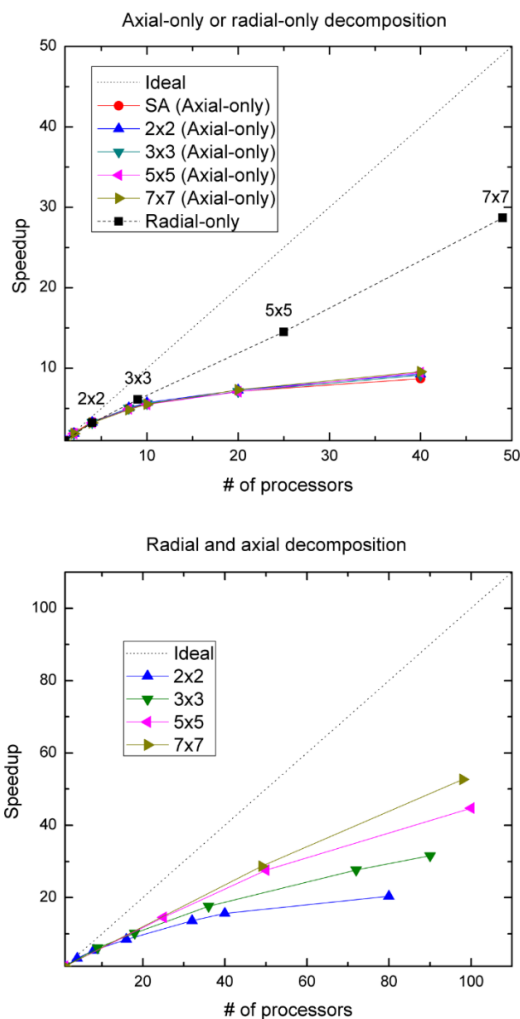 Axial-only or radial-only decomposition
50
40
30
20
10
Speedup
Ideal
SA (Axial-only)
2x2 (Axial-only)
3x3 (Axial-only)
5x5 (Axial-only)
7x7 (Axial-only)
Radial-only
7x7
5x5
3x3
2x2
10 20 30 40 50
# of processors
Radial and axial decomposition
100
80
60
40
20
Speedup
Ideal
2x2
3x3
5x5
7x7
20 40 60 80 100
# of processors